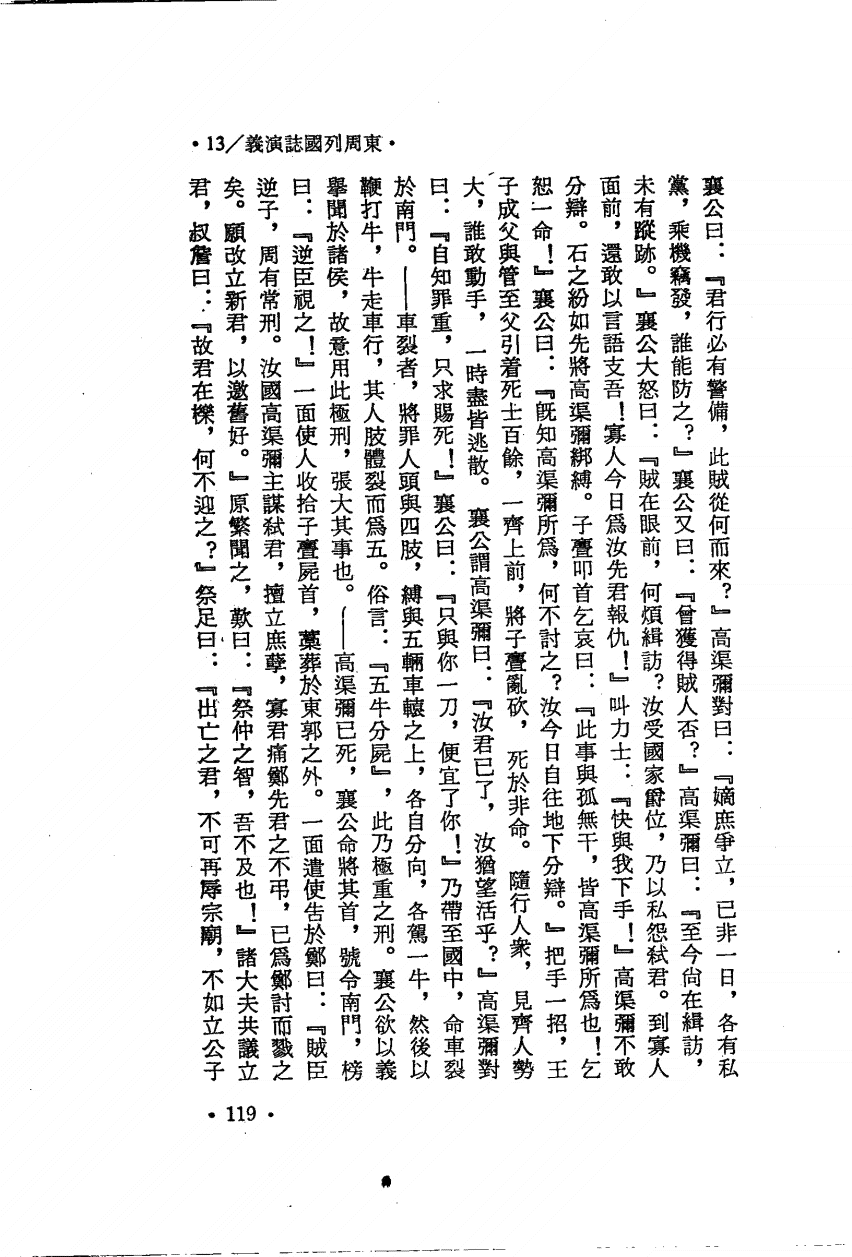 •13/義演誌國列周東•
襄公曰：『君行必有警備，此賊從何而來？』高渠彌對曰：『嫡庶爭立，已非一日，各有私
黨，乘機竊發，誰能防之？』襄公又曰：『曾獲得賊人否？』高渠彌曰：『至今尙在緝訪，
未有蹤跡。』襄公大怒曰：『賊在眼前，何煩緝訪？汝受國家爵位，乃以私怨弒君。到寡人
面前，還敢以言語支吾！寡人今日爲汝先君報仇！』叫力士：『快與我下手！』高渠彌不敢
分辯。石之紛如先將高渠彌綁縛。子亹叩首乞哀曰：『此事與孤無干，皆高渠彌所爲也！乞
恕一命！』襄公曰：『旣知高渠彌所爲，何不討之？汝今日自往地下分辯。』把手一招，王
子成父與管至父引着死士百餘，一齊上前，將子亹亂砍，死於非命。隨行人衆，見齊人勢
大，誰敢動手，一時盡皆逃散。襄公謂高渠彌曰：『汝君已了，汝猶望活乎？』高渠彌對
曰：『自知罪重，只求賜死！』襄公曰：『只與你一刀，便宜了你！』乃帶至國中，命車裂
於南門。——車裂者，將罪人頭與四肢，縛與五輛車轅之上，各自分向，各駕一牛，然後以
鞭打牛，牛走車行，其人肢體裂而爲五。俗言：『五牛分屍』，此乃極重之刑。襄公欲以義
舉聞於諸侯，故意用此極刑，張大其事也。——高渠彌已死，襄公命將其首，號令南門，榜
曰：『逆臣視之！』一面使人收拾子亹屍首，藁葬於東郭之外。一面遣使告於鄭曰：『賊臣
逆子，周有常刑。汝國高渠彌主謀弒君，擅立庶孽，寡君痛鄭先君之不弔，已爲鄭討而戮之
矣。願改立新君，以邀舊好。』原繁聞之，歎曰：『祭仲之智，吾不及也！』諸大夫共議立
君，叔詹曰：『故君在櫟，何不迎之？』祭足曰：『出亡之君，不可再辱宗廟，不如立公子
•119•